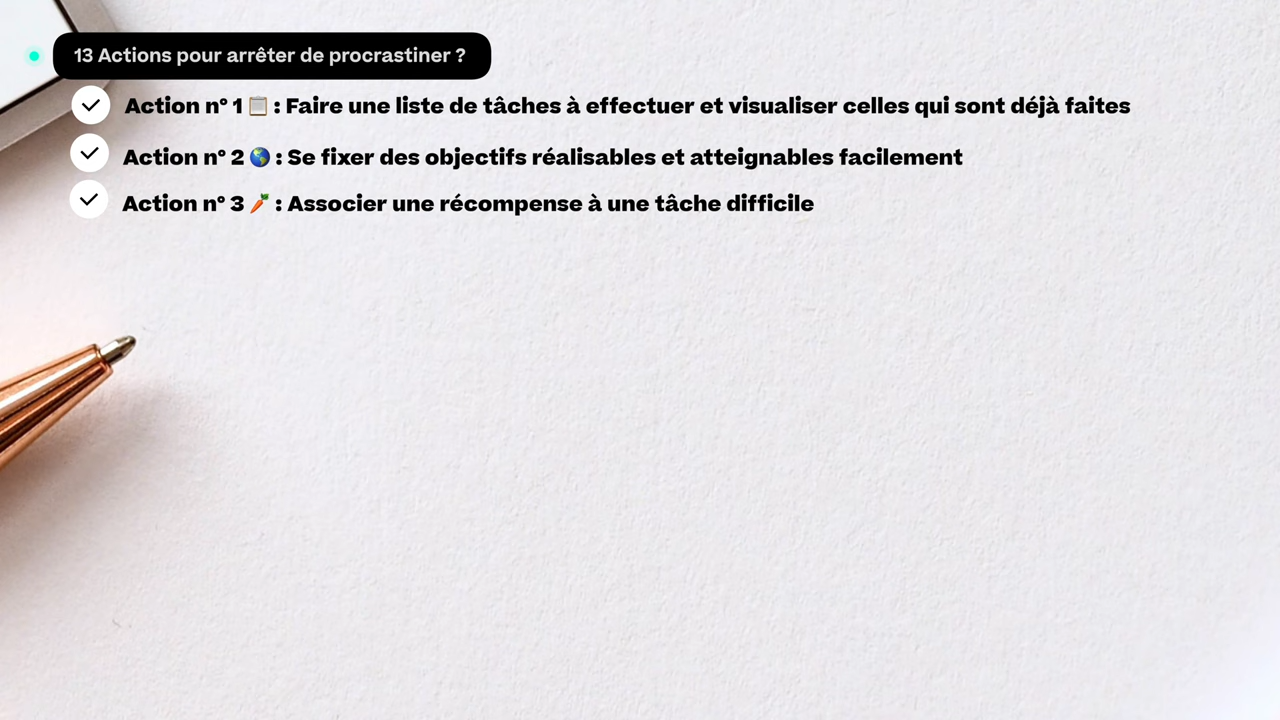 13 Actions pour arrêter de procrastiner ?
Action n° 1 📋 : Faire une liste de tâches à effectuer et visualiser celles qui sont déjà faites
Action n° 2 🌎 : Se fixer des objectifs réalisables et atteignables facilement
Action n° 3 🥕 : Associer une récompense à une tâche difficile